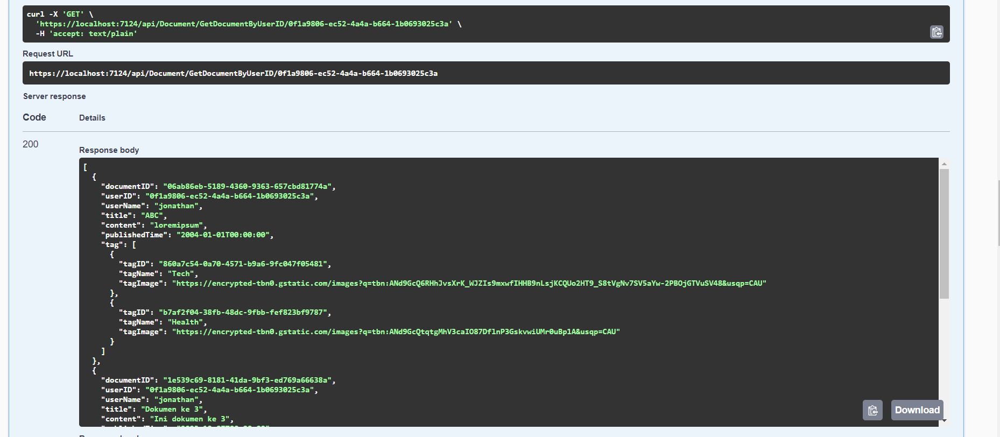 curl -X 'GET' \
  'https://localhost:7124/api/Document/GetDocumentByUserID/0f1a9806-ec52-4a4a-b664-1b0693025c3a' \
  -H 'accept: text/plain'
Request URL
https://localhost:7124/api/Document/GetDocumentByUserID/0f1a9806-ec52-4a4a-b664-1b0693025c3a
Server response
Code Details
200
Response body
[
  {
    "documentID": "06ab86eb-5189-4360-9363-657cbd81774a",
    "userID": "0f1a9806-ec52-4a4a-b664-1b0693025c3a",
    "userName": "jonathan",
    "title": "ABC",
    "content": "loremipsum",
    "publishedTime": "2004-01-01T00:00:00",
    "tag": [
      {
        "tagID": "860a7c54-0a70-4571-b9a6-9fc047f05481",
        "tagName": "Tech",
        "tagImage": "https://encrypted-tbn0.gstatic.com/images?q=tbn:ANd9GcQ6RHhJvsXrK_WJZIs9mxwfIHHB9nLsjKCQUo2HT9_S8tVgNv7SV5aYw-2PBOjGTVuSV48&usqp=CAU"
      },
      {
        "tagID": "b7af2f04-38fb-48dc-9fbb-fef823bf9787",
        "tagName": "Health",
        "tagImage": "https://encrypted-tbn0.gstatic.com/images?q=tbn:ANd9GcQtqtgMhV3caIO87DflnP3GskvwiUMr0uBp1A&usqp=CAU"
      }
    ]
  },
  {
    "documentID": "1e539c69-8181-41da-9bf3-ed769a66638a",
    "userID": "0f1a9806-ec52-4a4a-b664-1b0693025c3a",
    "userName": "jonathan",
    "title": "Dokumen ke 3",
    "content": "Ini dokumen ke 3",
Download